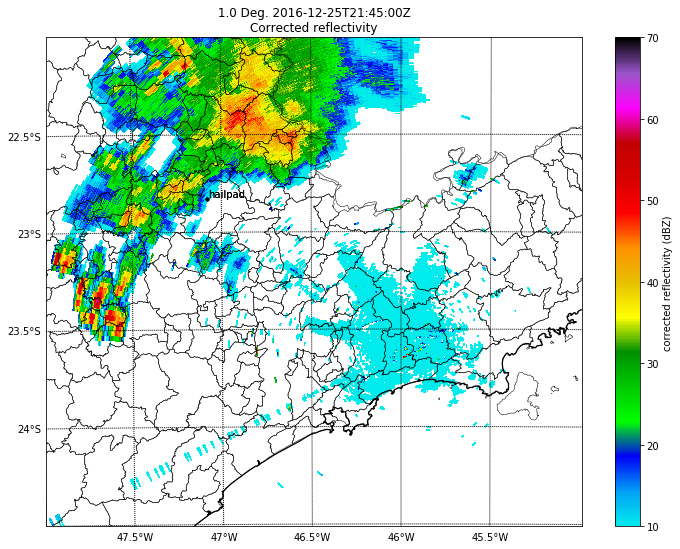 1.0 Deg. 2016-12-25T21:45:00Z
Corrected reflectivity
70
60
50
40
30
20
10
corrected reflectivity (dBZ)
22.5°S
23°S
23.5°S
24°S
hailpad
47.5°W
47°W
46.5°W
46°W
45.5°W